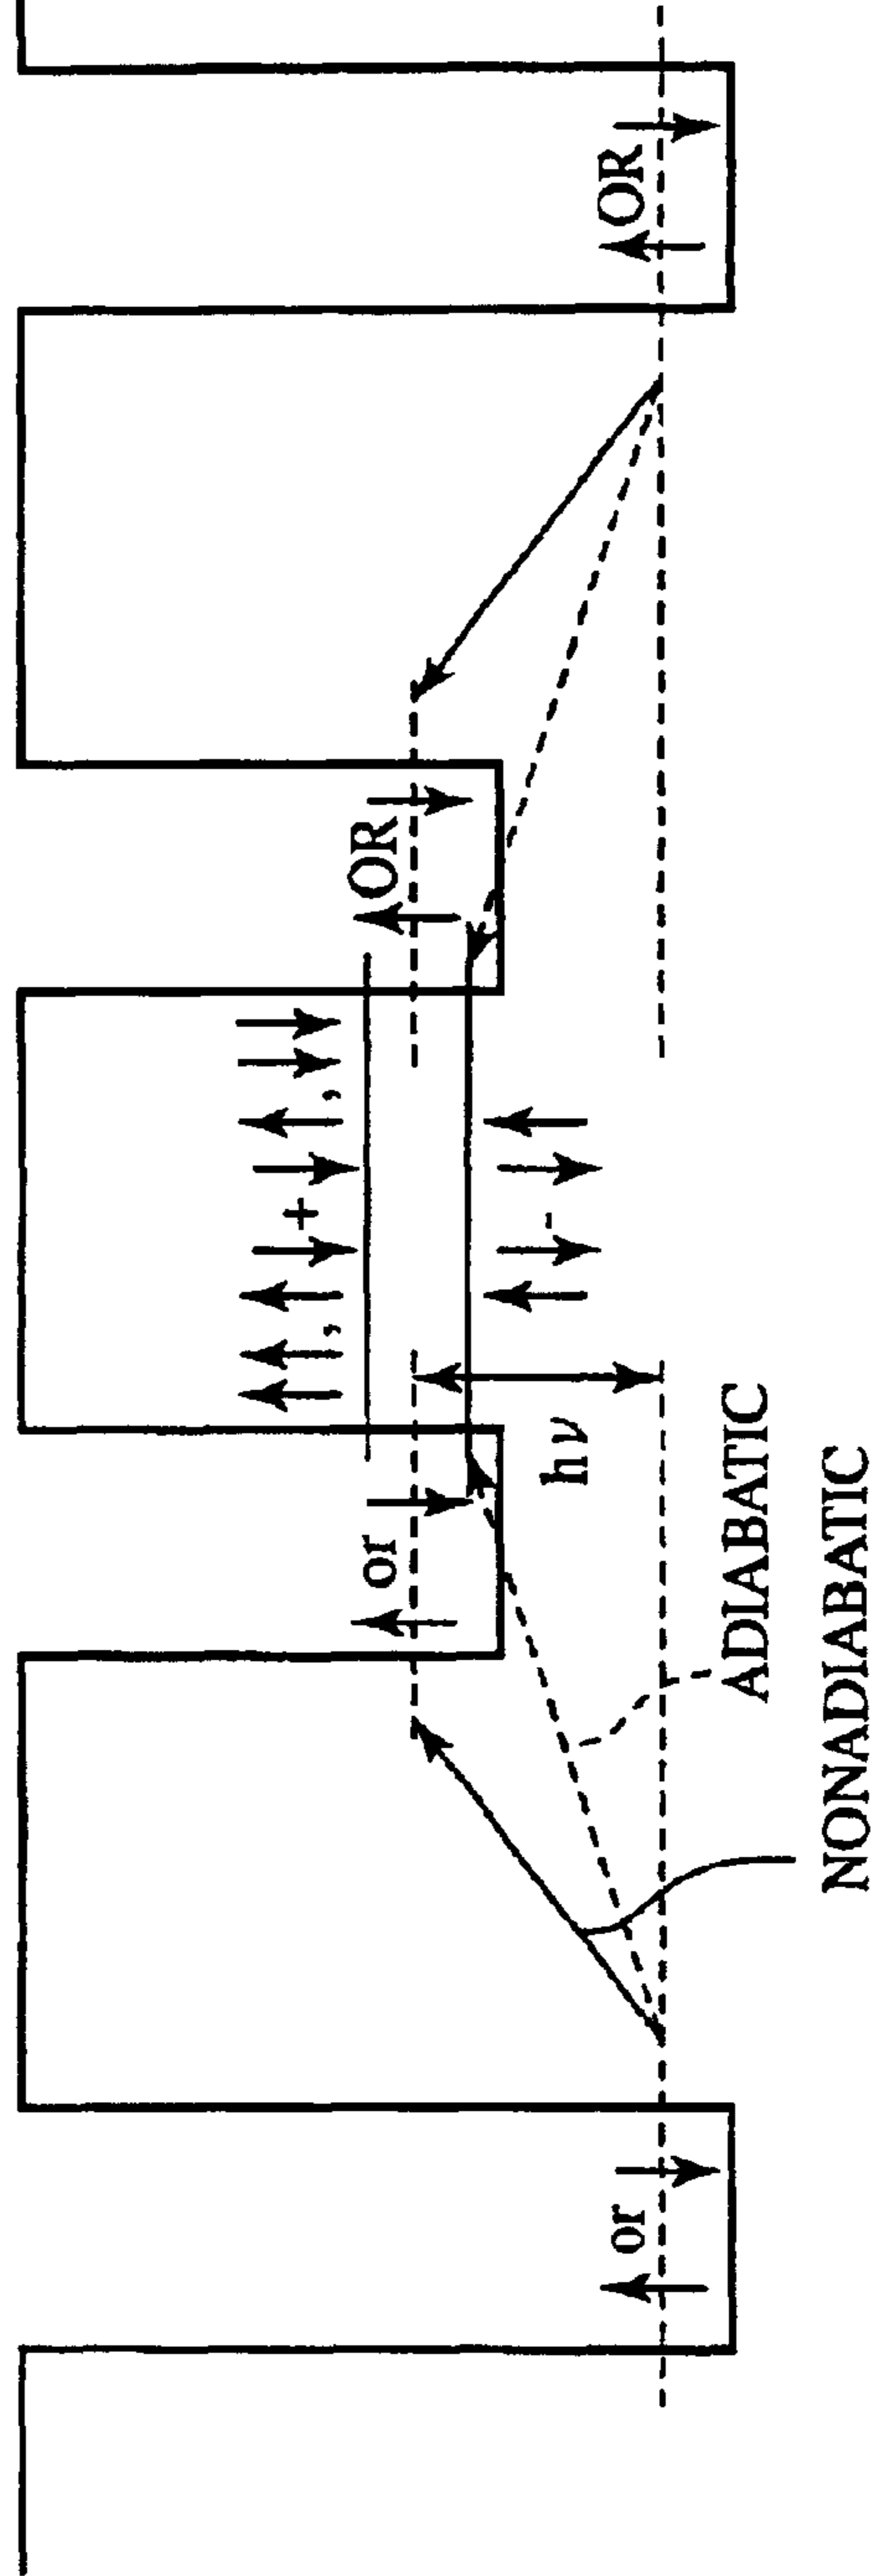 ↑↑,↑↓+↓↑,↓↓
↑ or ↓
↑ OR ↓
↑↓-↓↑
hν
↑ or ↓
↑ OR ↓
ADIABATIC
NONADIABATIC